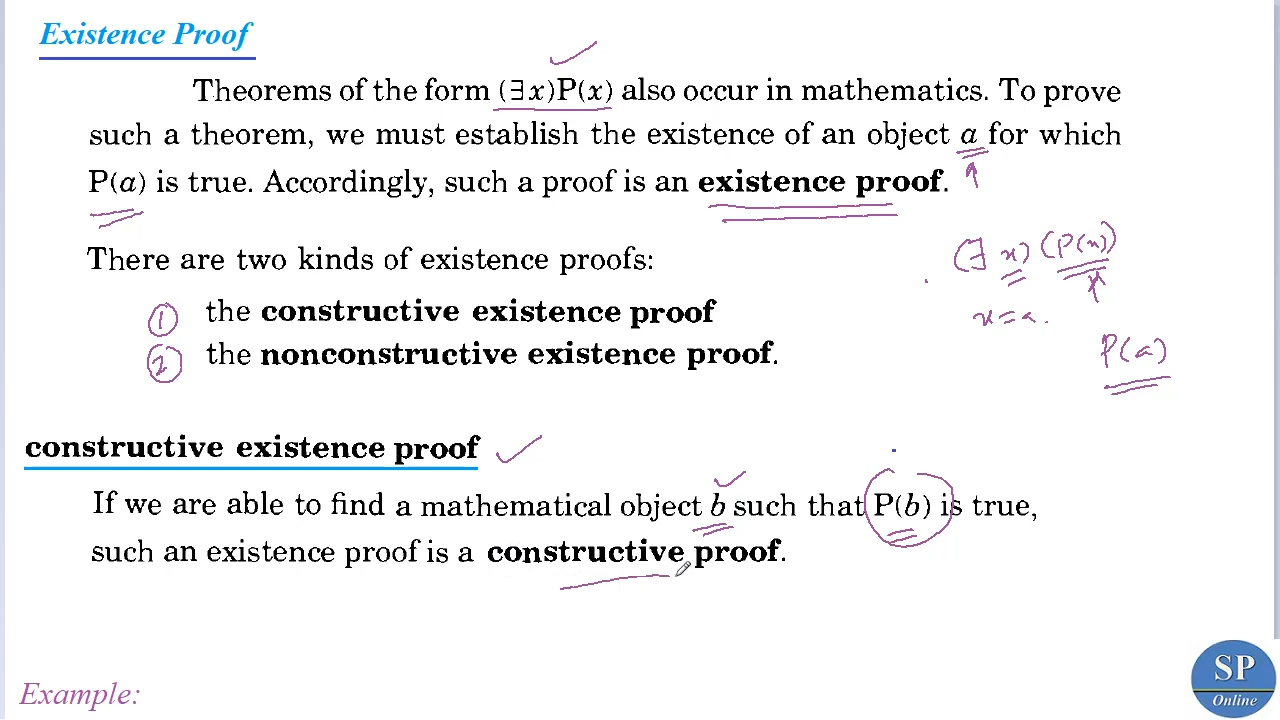 Existence Proof
Theorems of the form (∃x)P(x) also occur in mathematics. To prove
such a theorem, we must establish the existence of an object a for which
P(a) is true. Accordingly, such a proof is an existence proof.
(∃ x) (P(x))
There are two kinds of existence proofs:
1 the constructive existence proof
x = a.
2 the nonconstructive existence proof.
P(a)
constructive existence proof
If we are able to find a mathematical object b such that P(b) is true,
such an existence proof is a constructive proof.
SP
Online
Example: